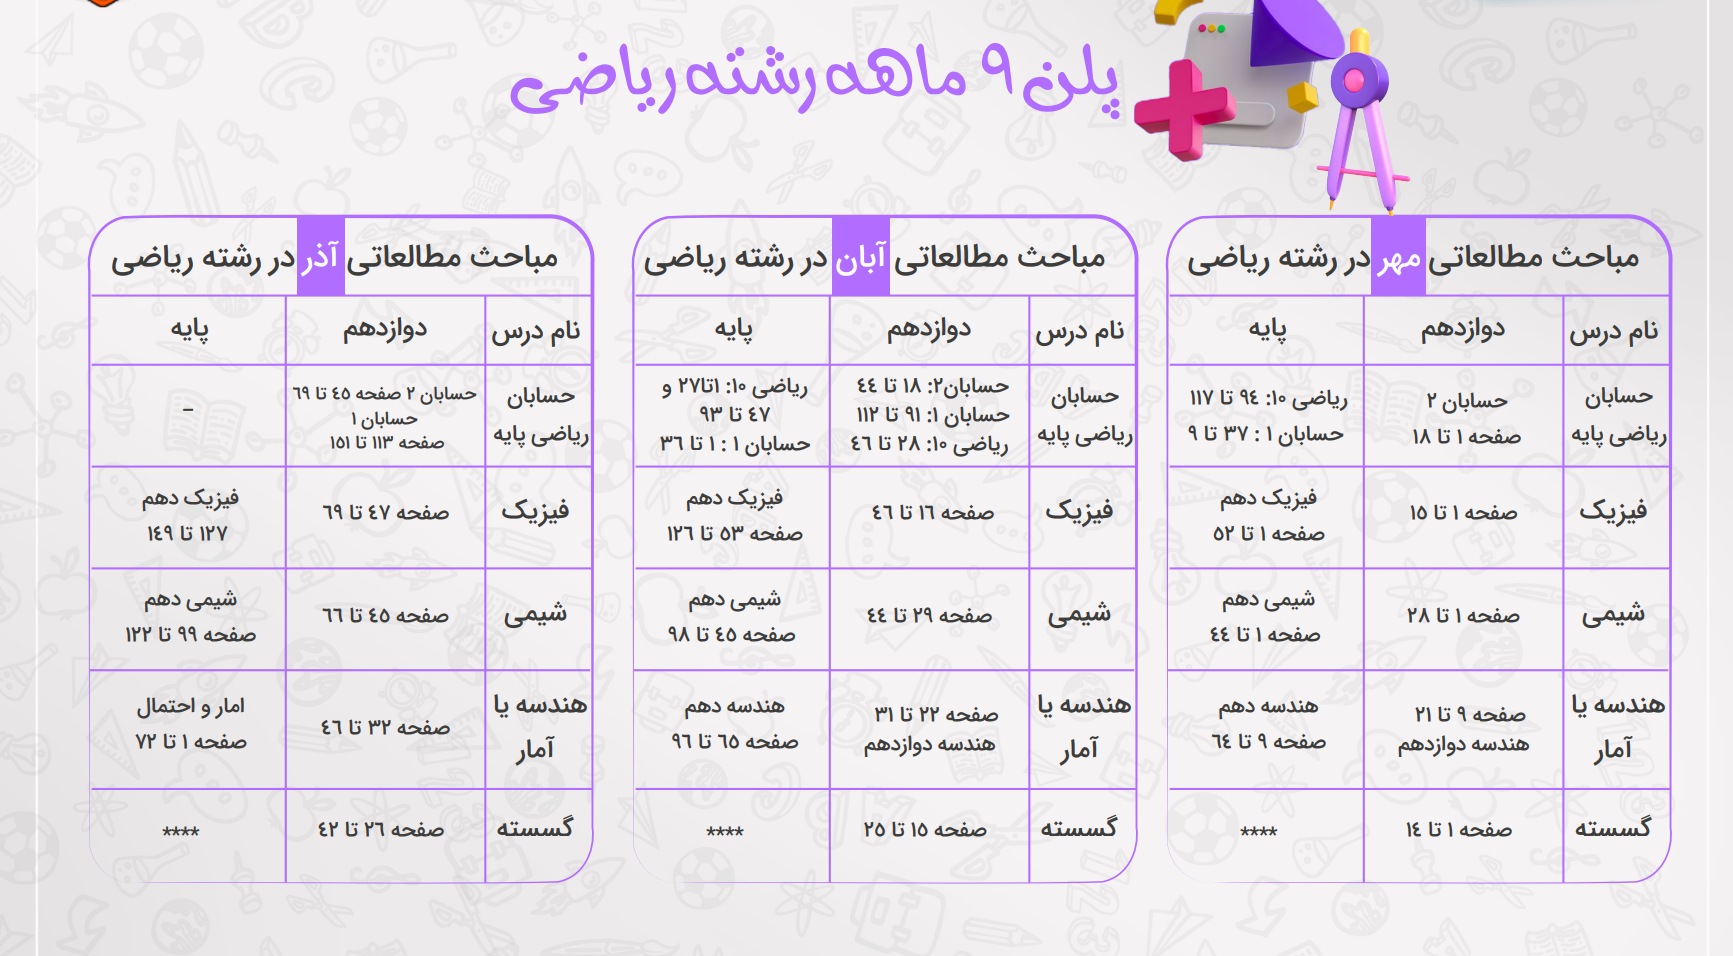 پلن ۹ ماهه رشته ریاضی
مباحث مطالعاتی مهر در رشته ریاضی
نام درس
دوازدهم
پایه
حسابان
ریاضی پایه
حسابان ۲
صفحه ۱ تا ۱۸
ریاضی ۱۰: ٩٤ تا ۱۱۷
حسابان ۱ : ۳۷ تا ۹
فیزیک
صفحه ۱ تا ۱٥
فیزیک دهم
صفحه ۱ تا ٥۲
شیمی
صفحه ۱ تا ۲۸
شیمی دهم
صفحه ۱ تا ٤٤
هندسه یا
آمار
صفحه ۹ تا ۲۱
هندسه دوازدهم
هندسه دهم
صفحه ۹ تا ٦٤
گسسته
صفحه ۱ تا ۱٤
****
مباحث مطالعاتی آبان در رشته ریاضی
نام درس
دوازدهم
پایه
حسابان
ریاضی پایه
حسابان۲: ۱۸ تا ٤٤
حسابان ۱: ۹۱ تا ۱۱۲
ریاضی ۱۰: ۲۸ تا ٤٦
ریاضی ۱۰: ۱تا۲۷ و
٤۷ تا ۹۳
حسابان ۱ : ۱ تا ۳٦
فیزیک
صفحه ۱٦ تا ٤٦
فیزیک دهم
صفحه ٥۳ تا ۱۲٦
شیمی
صفحه ۲۹ تا ٤٤
شیمی دهم
صفحه ٤٥ تا ۹۸
هندسه یا
آمار
صفحه ۲۲ تا ۳۱
هندسه دوازدهم
هندسه دهم
صفحه ٦٥ تا ۹٦
گسسته
صفحه ۱٥ تا ۲٥
****
مباحث مطالعاتی آذر در رشته ریاضی
نام درس
دوازدهم
پایه
حسابان
ریاضی پایه
حسابان ۲ صفحه ٤٥ تا ٦۹
حسابان ۱
صفحه ۱۱۳ تا ۱٥۱
-
فیزیک
صفحه ٤۷ تا ٦۹
فیزیک دهم
۱۲۷ تا ۱٤۹
شیمی
صفحه ٤٥ تا ٦٦
شیمی دهم
صفحه ۹۹ تا ۱۲۲
هندسه یا
آمار
صفحه ۳۲ تا ٤٦
امار و احتمال
صفحه ۱ تا ۷۲
گسسته
صفحه ۲٦ تا ٤۲
****